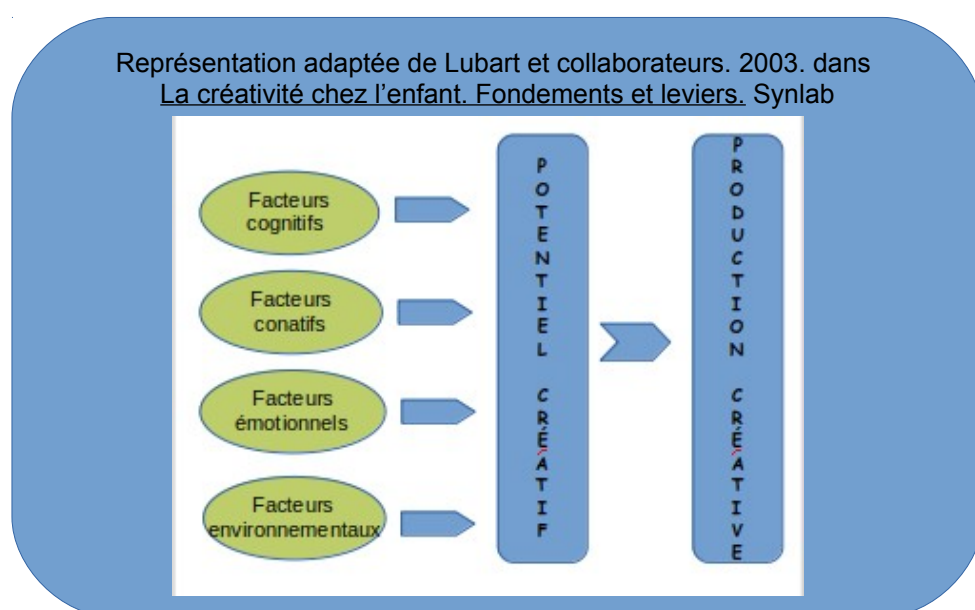 Représentation adaptée de Lubart et collaborateurs. 2003. dans
La créativité chez l’enfant. Fondements et leviers. Synlab
Facteurs
cognitifs
Facteurs
conatifs
Facteurs
émotionnels
Facteurs
environnementaux
POTENTIEL CRÉATIF
PRODUCTION CRÉATIVE